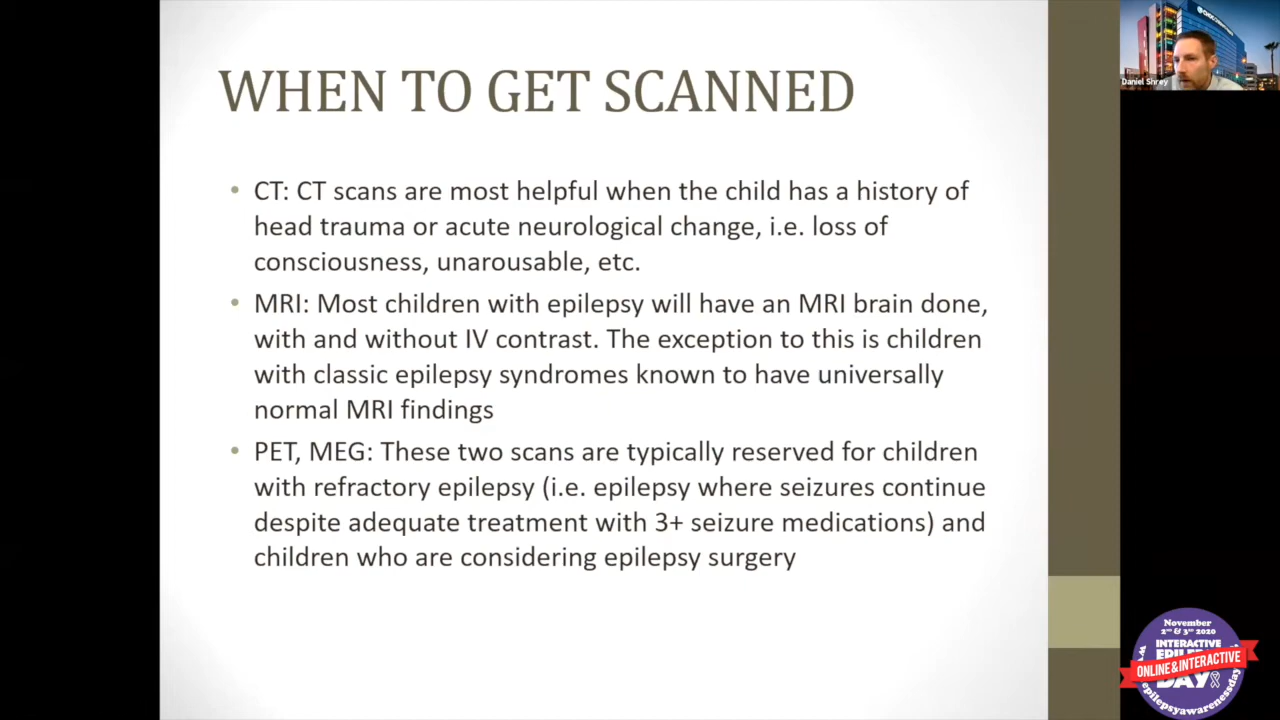 WHEN TO GET SCANNED
• CT: CT scans are most helpful when the child has a history of
head trauma or acute neurological change, i.e. loss of
consciousness, unarousable, etc.
• MRI: Most children with epilepsy will have an MRI brain done,
with and without IV contrast. The exception to this is children
with classic epilepsy syndromes known to have universally
normal MRI findings
• PET, MEG: These two scans are typically reserved for children
with refractory epilepsy (i.e. epilepsy where seizures continue
despite adequate treatment with 3+ seizure medications) and
children who are considering epilepsy surgery
Daniel Shrey
November
2ND & 3RD 2020
INTERACTIVE
ONLINE & INTERACTIVE
DAY
epilepsyawarenessday